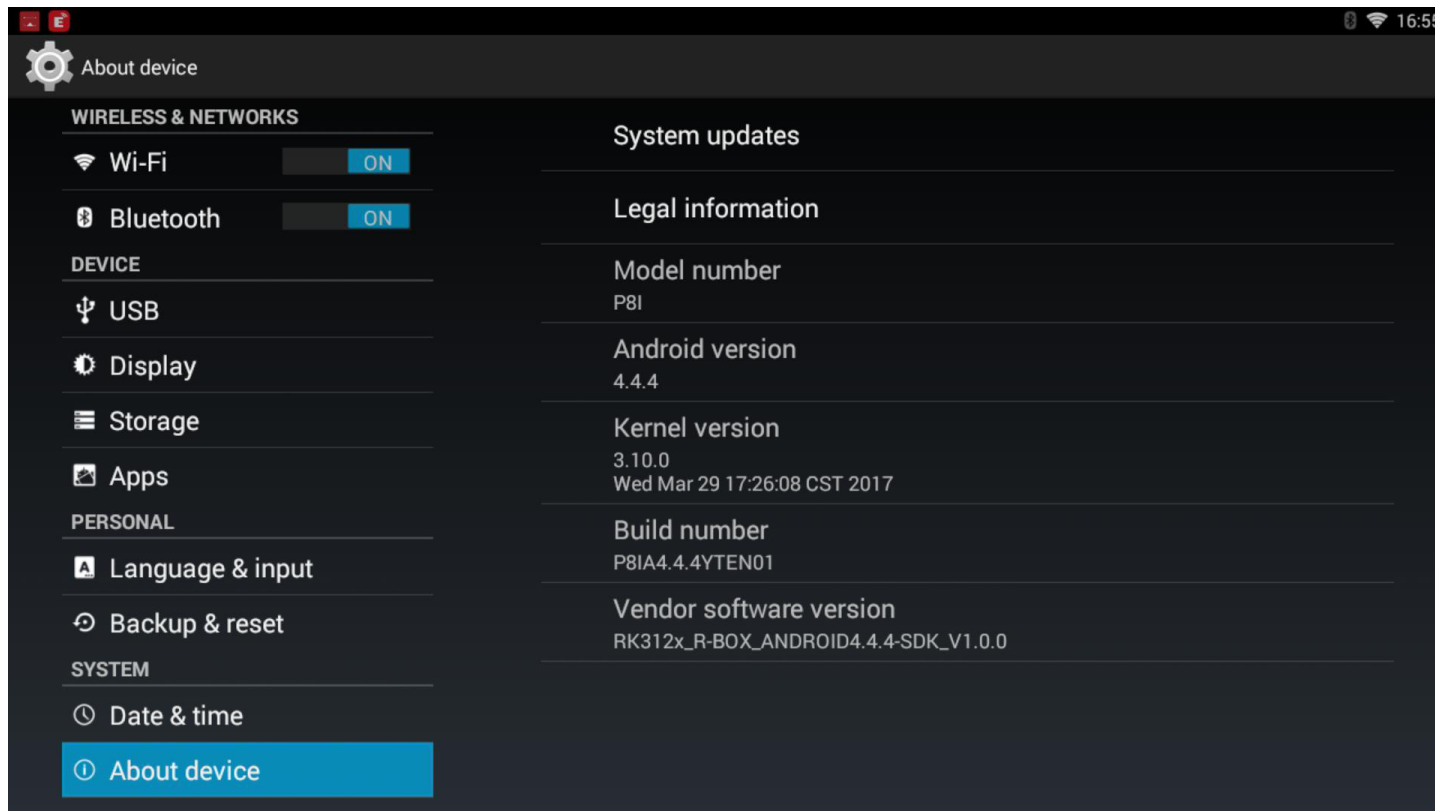 E
16:55
About device
WIRELESS & NETWORKS
Wi-Fi
ON
Bluetooth
ON
DEVICE
USB
Display
Storage
Apps
PERSONAL
A
Language & input
Backup & reset
SYSTEM
Date & time
About device
System updates
Legal information
Model number
P8I
Android version
4.4.4
Kernel version
3.10.0
Wed Mar 29 17:26:08 CST 2017
Build number
P8IA4.4.4YTEN01
Vendor software version
RK312x_R-BOX_ANDROID4.4.4-SDK_V1.0.0